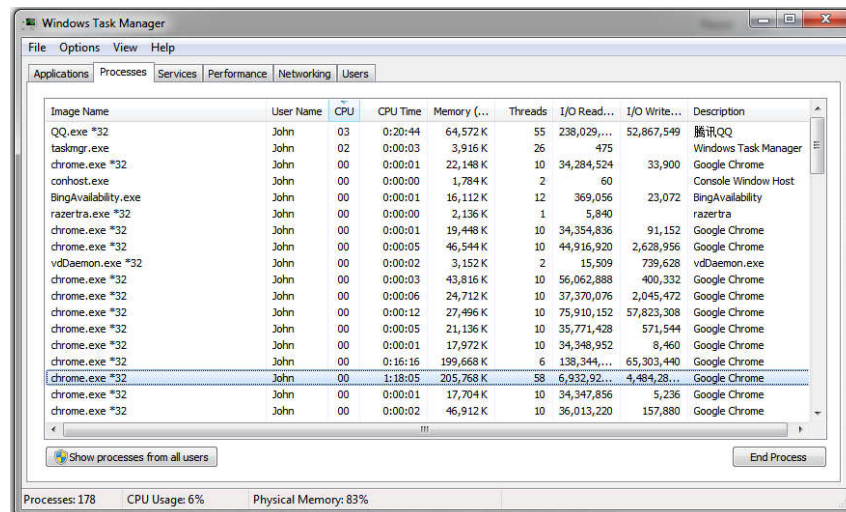 Windows Task Manager
File Options View Help
Applications Processes Services Performance Networking Users
Image Name User Name CPU CPU Time Memory (... Threads I/O Read... I/O Write... Description
QQ.exe *32 John 03 0:20:44 64,572 K 55 238,029,... 52,867,549 腾讯QQ
taskmgr.exe John 02 0:00:03 3,916 K 26 475 Windows Task Manager
chrome.exe *32 John 00 0:00:01 22,148 K 10 34,284,524 33,900 Google Chrome
conhost.exe John 00 0:00:00 1,784 K 2 60 Console Window Host
BingAvailability.exe John 00 0:00:01 16,112 K 12 369,056 23,072 BingAvailability
razertra.exe *32 John 00 0:00:00 2,136 K 1 5,840 razertra
chrome.exe *32 John 00 0:00:01 19,448 K 10 34,354,836 91,152 Google Chrome
chrome.exe *32 John 00 0:00:05 46,544 K 10 44,916,920 2,628,956 Google Chrome
vdDaemon.exe *32 John 00 0:00:02 3,152 K 2 15,509 739,628 vdDaemon.exe
chrome.exe *32 John 00 0:00:03 43,816 K 10 56,062,888 400,332 Google Chrome
chrome.exe *32 John 00 0:00:06 24,712 K 10 37,370,076 2,045,472 Google Chrome
chrome.exe *32 John 00 0:00:12 27,496 K 10 75,910,152 57,823,308 Google Chrome
chrome.exe *32 John 00 0:00:05 21,136 K 10 35,771,428 571,544 Google Chrome
chrome.exe *32 John 00 0:00:01 17,972 K 10 34,348,952 8,460 Google Chrome
chrome.exe *32 John 00 0:16:16 199,668 K 6 138,344,... 65,303,440 Google Chrome
chrome.exe *32 John 00 1:18:05 205,768 K 58 6,932,92... 4,484,28... Google Chrome
chrome.exe *32 John 00 0:00:01 17,704 K 10 34,347,856 5,236 Google Chrome
chrome.exe *32 John 00 0:00:02 46,912 K 10 36,013,220 157,880 Google Chrome
Show processes from all users End Process
Processes: 178 CPU Usage: 6% Physical Memory: 83%